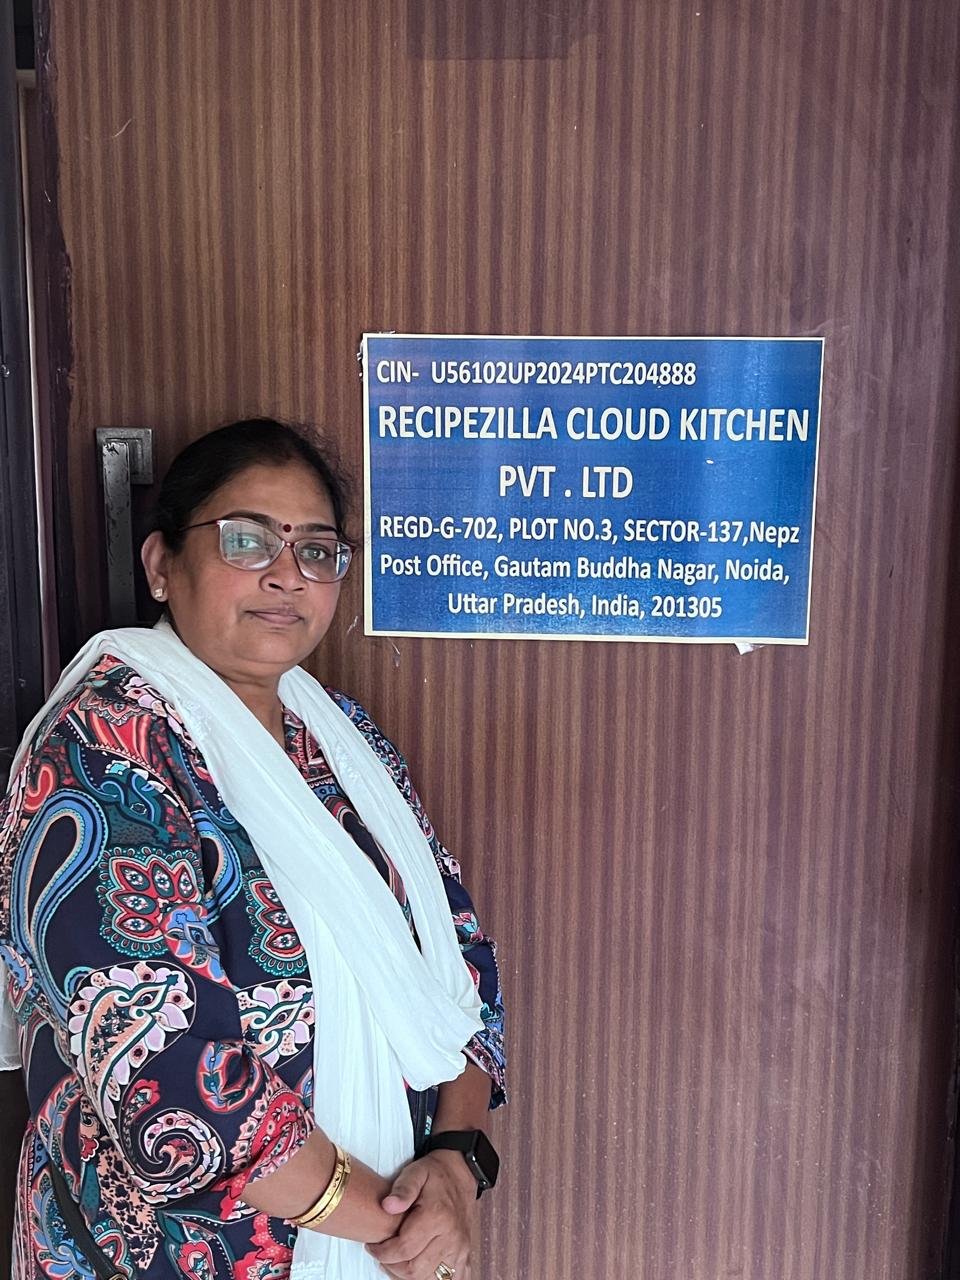 CIN- U56102UP2024PTC204888
RECIPEZILLA CLOUD KITCHEN
PVT . LTD
REGD-G-702, PLOT NO.3, SECTOR-137,Nepz
Post Office, Gautam Buddha Nagar, Noida,
Uttar Pradesh, India, 201305